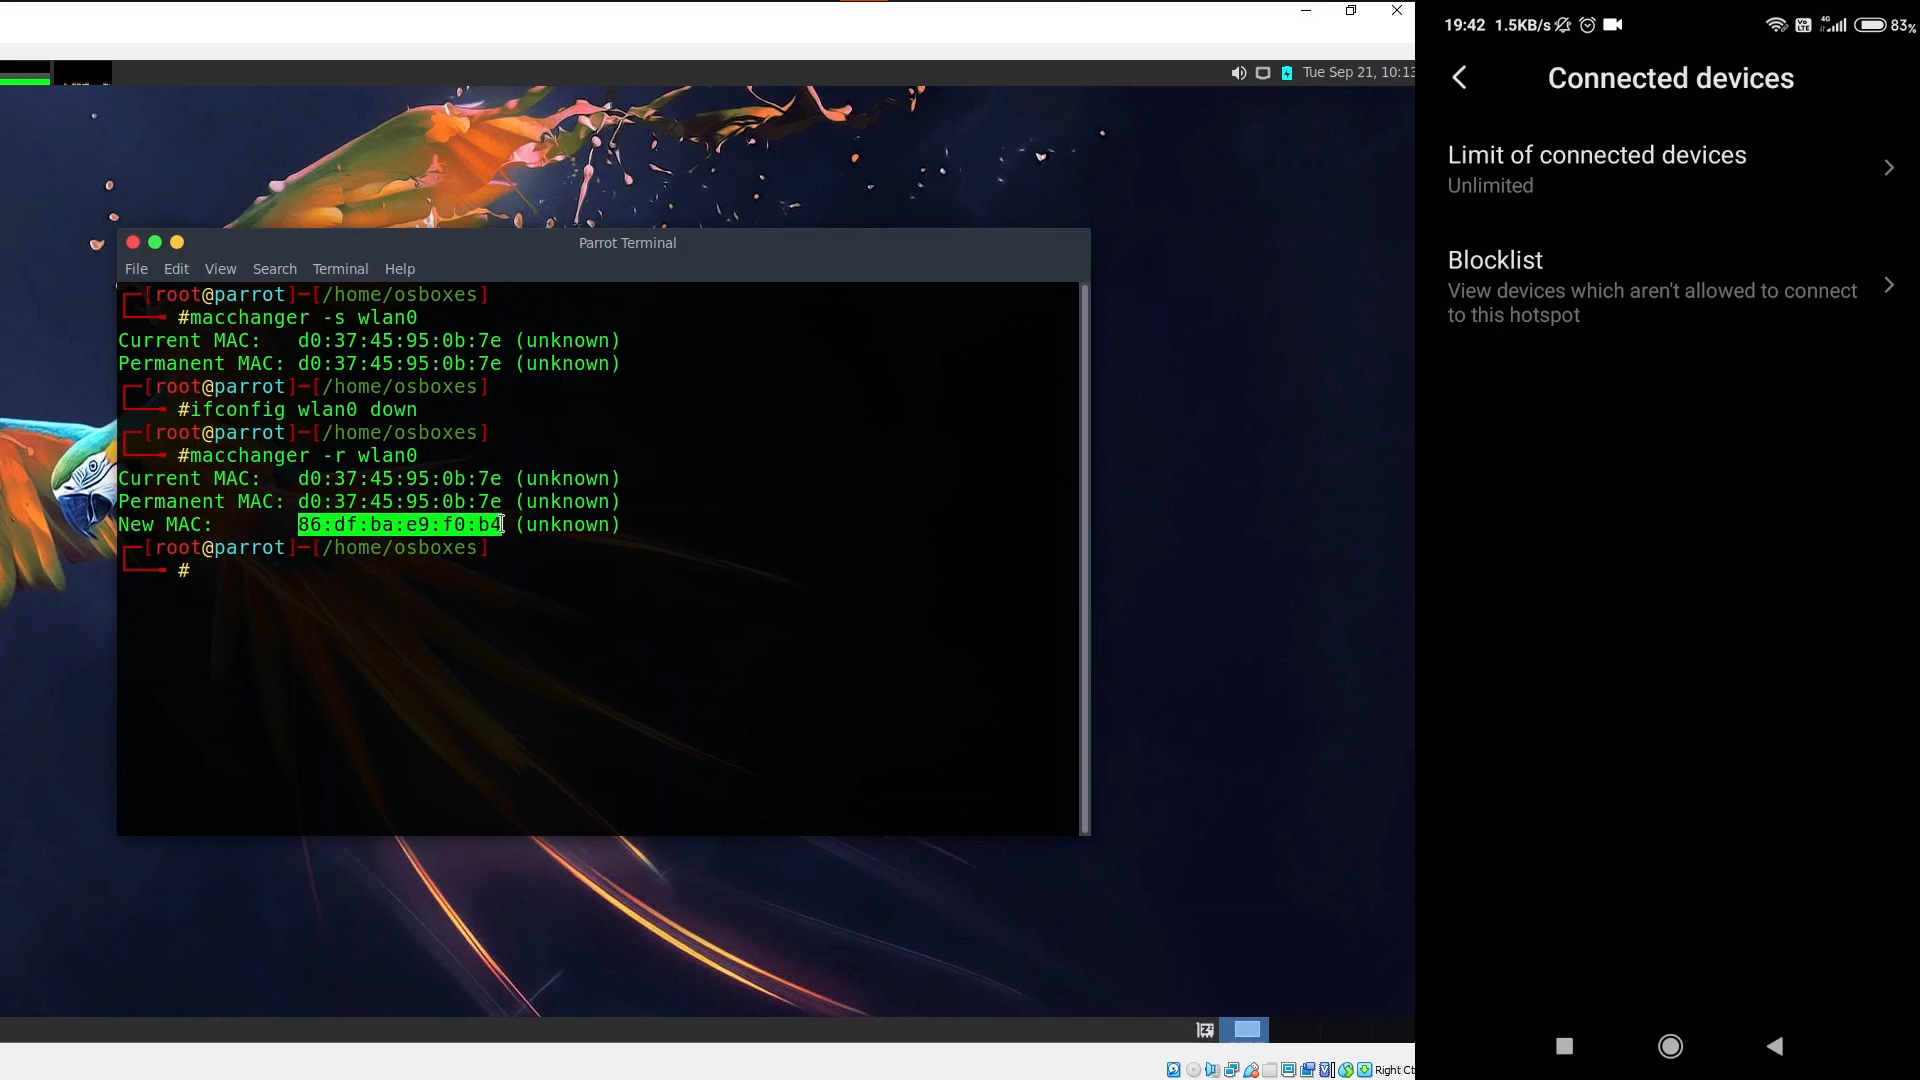 Tue Sep 21, 10:13
Parrot Terminal
File Edit View Search Terminal Help
[root@parrot]─[/home/osboxes]
#macchanger -s wlan0
Current MAC: d0:37:45:95:0b:7e (unknown)
Permanent MAC: d0:37:45:95:0b:7e (unknown)
[root@parrot]─[/home/osboxes]
#ifconfig wlan0 down
[root@parrot]─[/home/osboxes]
#macchanger -r wlan0
Current MAC: d0:37:45:95:0b:7e (unknown)
Permanent MAC: d0:37:45:95:0b:7e (unknown)
New MAC: 86:df:ba:e9:f0:b4 (unknown)
[root@parrot]─[/home/osboxes]
#
Right Ct
19:42 1.5KB/s 4G 83%
Connected devices
Limit of connected devices
Unlimited
Blocklist
View devices which aren't allowed to connect
to this hotspot